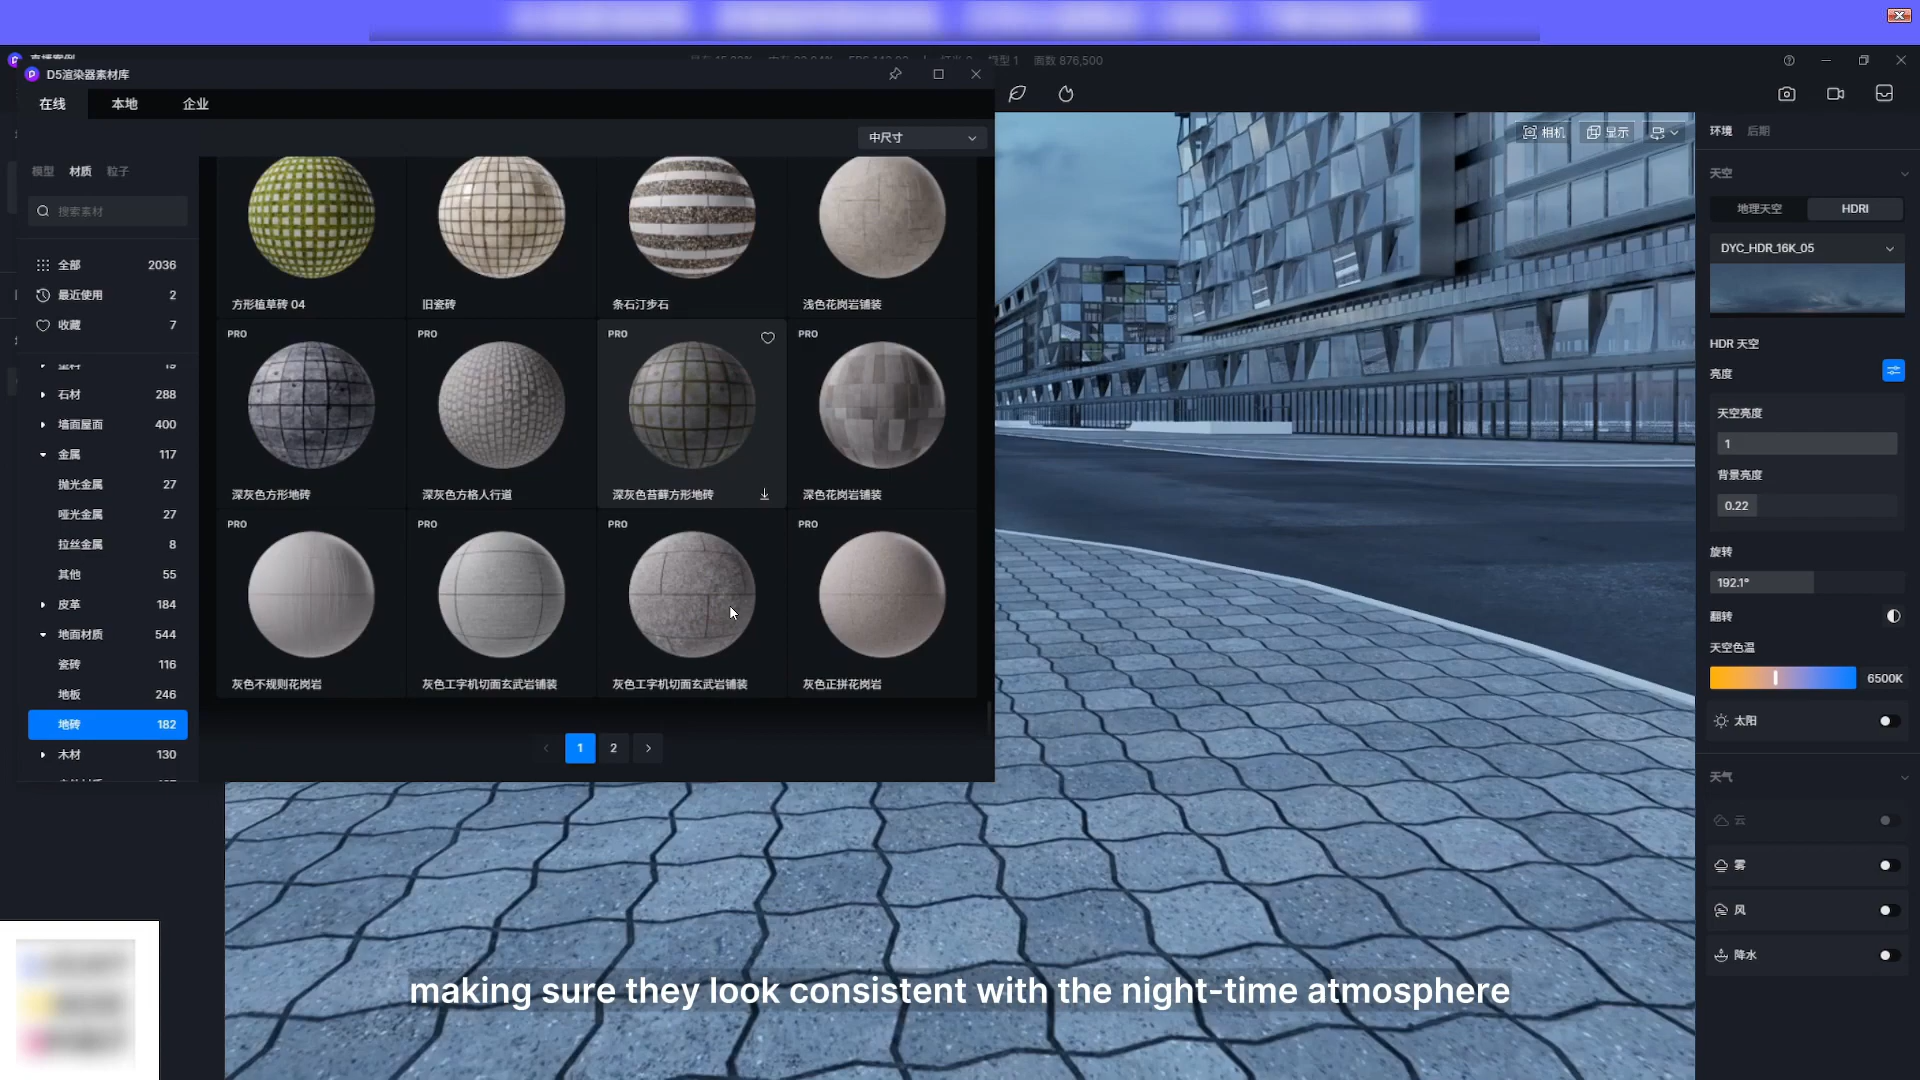 D5渲染器素材库
面数 876,500
在线
本地
企业
中尺寸
相机
显示
环境
后期
模型
材质
粒子
天空
搜索素材
地理天空
HDRI
DYC_HDR_16K_05
全部 2036
最近使用 2
收藏 7
石材 288
墙面屋面 400
金属 117
抛光金属 27
哑光金属 27
拉丝金属 8
其他 55
皮革 184
地面材质 544
瓷砖 116
地板 246
地砖 182
木材 130
方形植草砖 04
旧瓷砖
条石汀步石
浅色花岗岩铺装
PRO
PRO
PRO
PRO
深灰色方形地砖
深灰色方格人行道
深灰色苔藓方形地砖
深色花岗岩铺装
PRO
PRO
PRO
PRO
灰色不规则花岗岩
灰色工字机切面玄武岩铺装
灰色工字机切面玄武岩铺装
灰色正拼花岗岩
1
2
HDR 天空
亮度
天空亮度
1
背景亮度
0.22
旋转
192.1°
翻转
天空色温
6500K
太阳
天气
云
雾
风
降水
making sure they look consistent with the night-time atmosphere